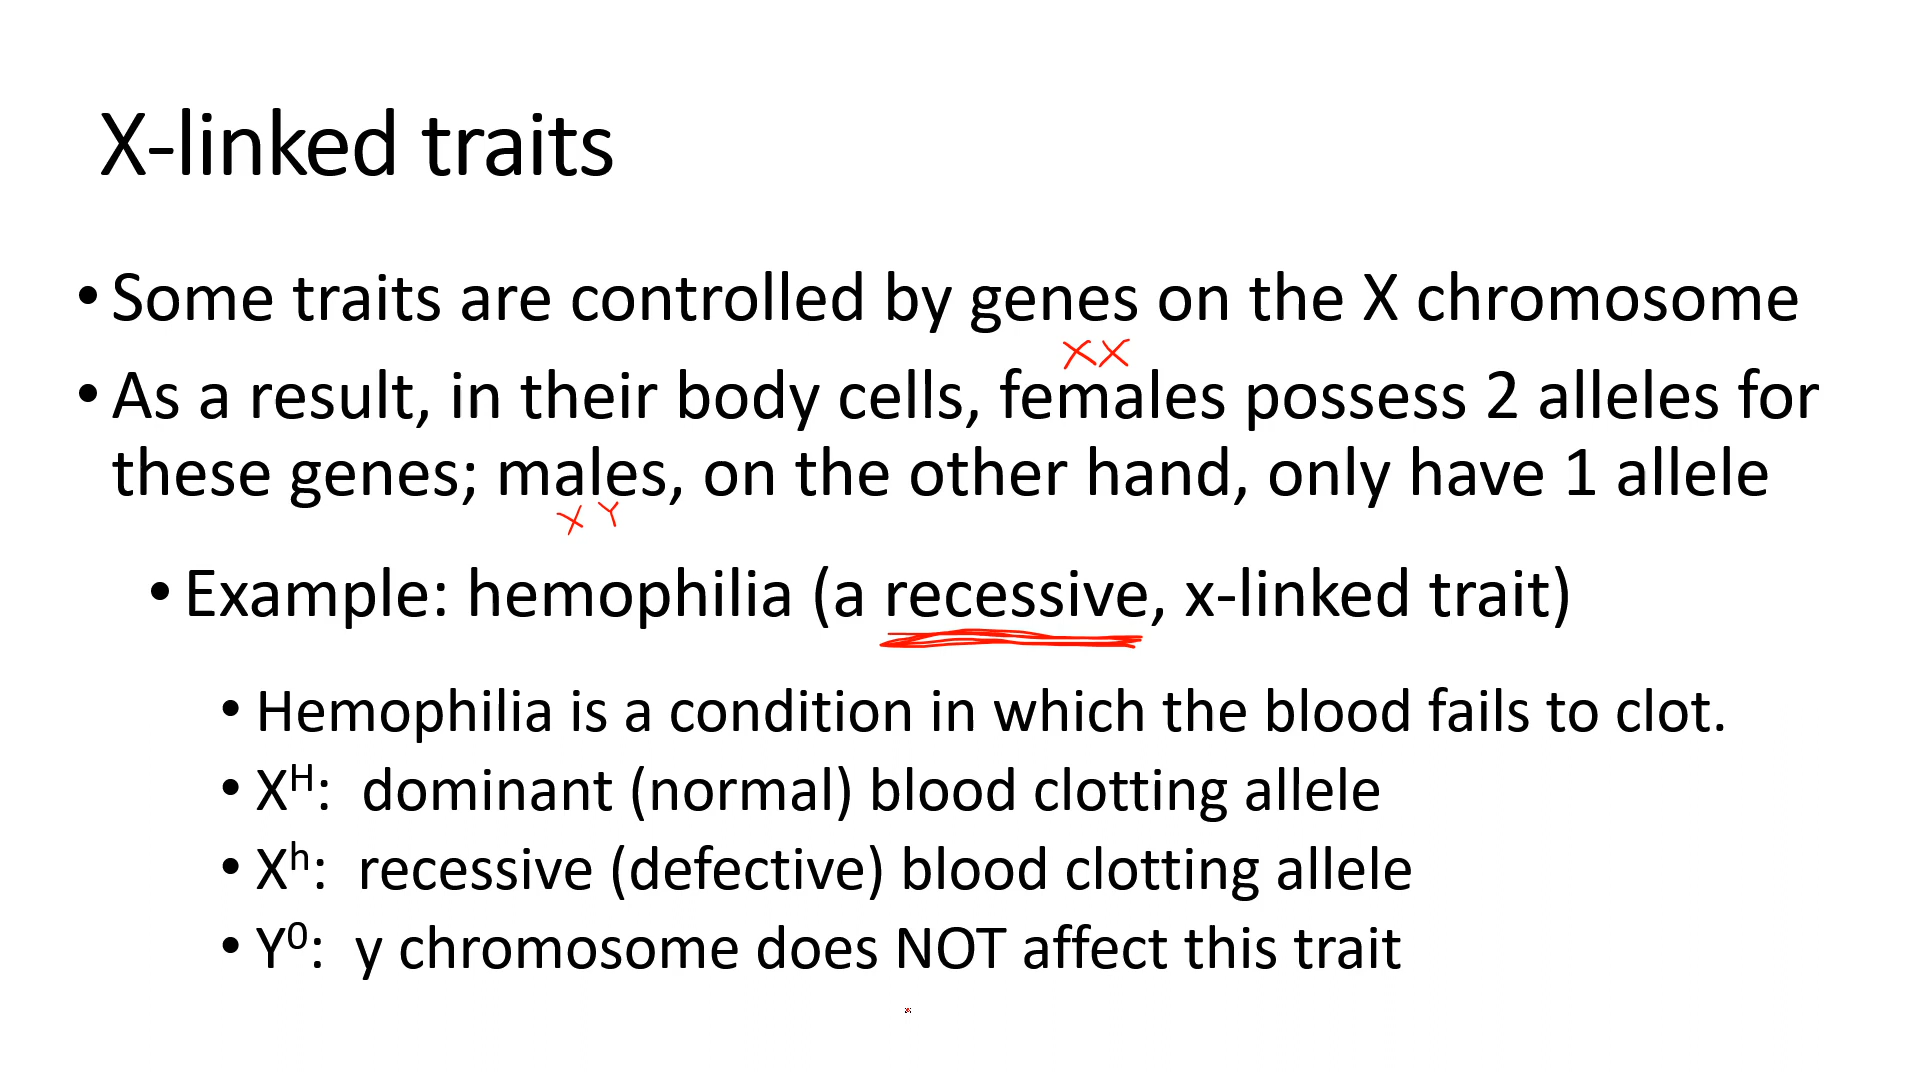 X-linked traits
• Some traits are controlled by genes on the X chromosome
XX
• As a result, in their body cells, females possess 2 alleles for
these genes; males, on the other hand, only have 1 allele
X Y
• Example: hemophilia (a recessive, x-linked trait)
• Hemophilia is a condition in which the blood fails to clot.
• Xᴴ: dominant (normal) blood clotting allele
• Xʰ: recessive (defective) blood clotting allele
• Y⁰: y chromosome does NOT affect this trait